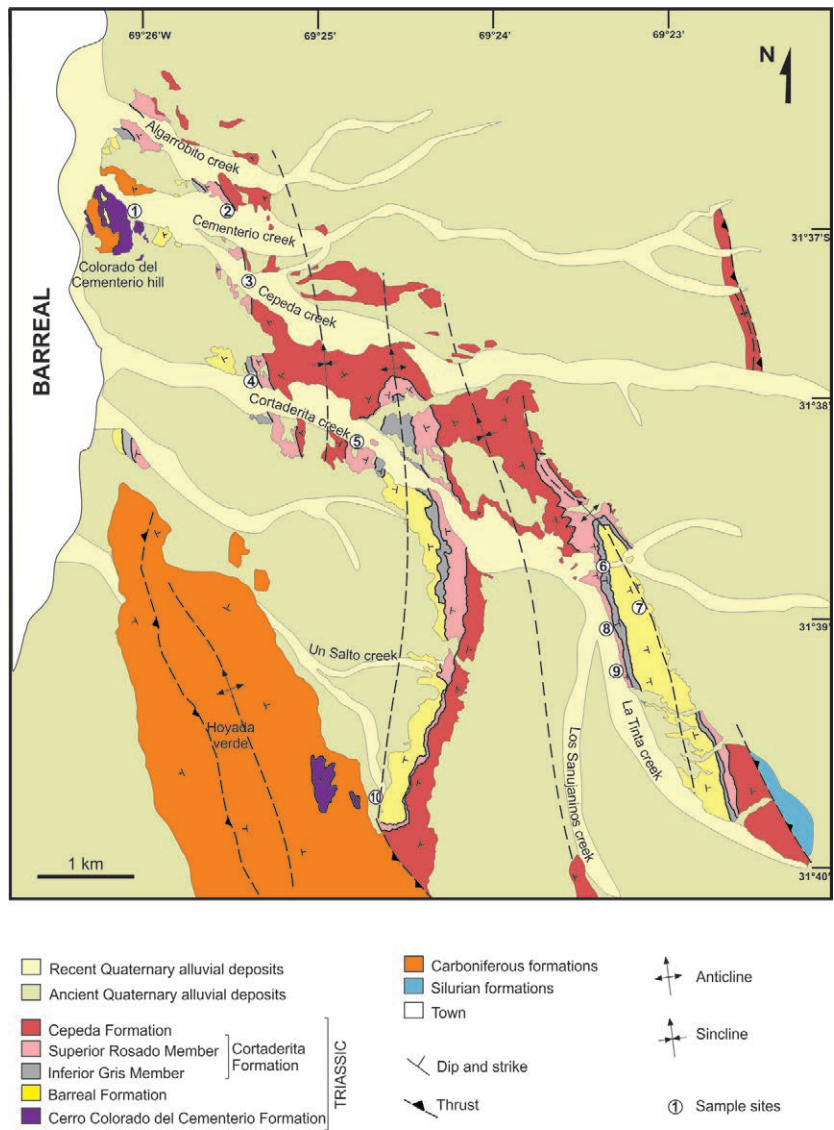 69°26'W
69°25'
69°24'
69°23'
N
Algarrobito creek
①
②
Cementerio creek
31°37'S
Colorado del
Cementerio hill
③
Cepeda creek
BARREAL
④
Cortaderita creek
31°38'
⑤
⑥
⑦
⑧
31°39'
Un Salto creek
⑨
Hoyada
verde
La Tinta creek
Los Sanujaninos creek
⑩
1 km
31°40'
Recent Quaternary alluvial deposits
Ancient Quaternary alluvial deposits
Cepeda Formation
Superior Rosado Member
Inferior Gris Member
Cortaderita
Formation
Barreal Formation
Cerro Colorado del Cementerio Formation
TRIASSIC
Carboniferous formations
Silurian formations
Town
Dip and strike
Thrust
Anticline
Sincline
① Sample sites